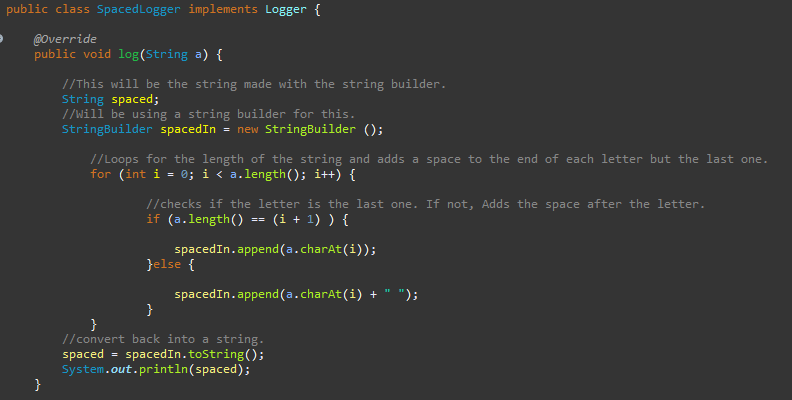 public class SpacedLogger implements Logger {
@Override
public void log(String a) {
//This will be the string made with the string builder.
String spaced;
//Will be using a string builder for this.
StringBuilder spacedIn = new StringBuilder ();
//Loops for the length of the string and adds a space to the end of each letter but the last one.
for (int i = 0; i < a.length(); i++) {
//checks if the letter is the last one. If not, Adds the space after the letter.
if (a.length() == (i + 1) ) {
spacedIn.append(a.charAt(i));
}else {
spacedIn.append(a.charAt(i) + " ");
}
}
//convert back into a string.
spaced = spacedIn.toString();
System.out.println(spaced);
}